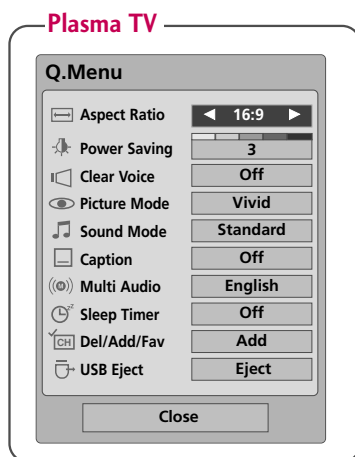 Plasma TV
Q.Menu
Aspect Ratio ◄ 16:9 ►
Power Saving 3
Clear Voice Off
Picture Mode Vivid
Sound Mode Standard
Caption Off
Multi Audio English
Sleep Timer Off
CH Del/Add/Fav Add
USB Eject Eject
Close